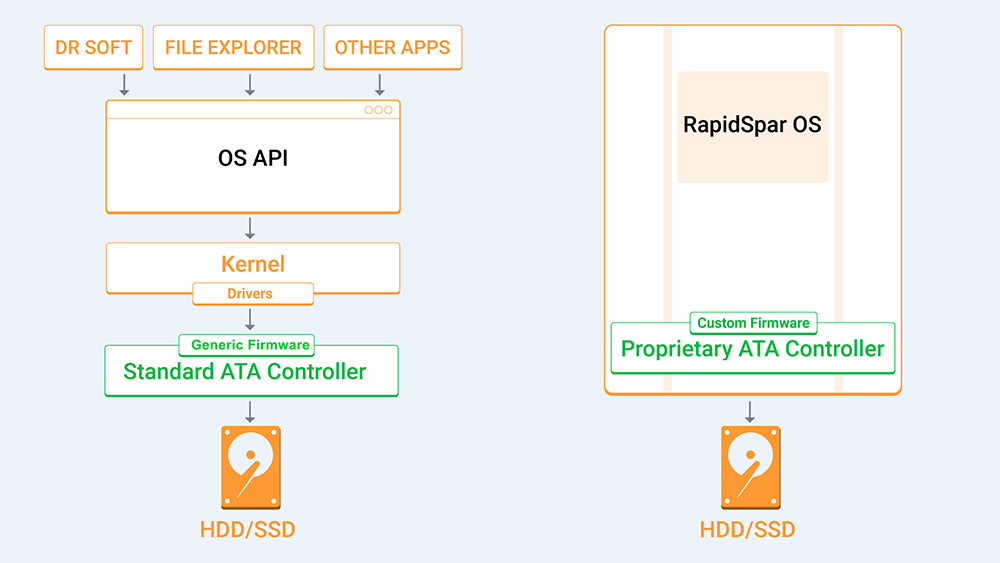 DR SOFT
FILE EXPLORER
OTHER APPS
OS API
Kernel
Drivers
Generic Firmware
Standard ATA Controller
HDD/SSD
RapidSpar OS
Custom Firmware
Proprietary ATA Controller
HDD/SSD